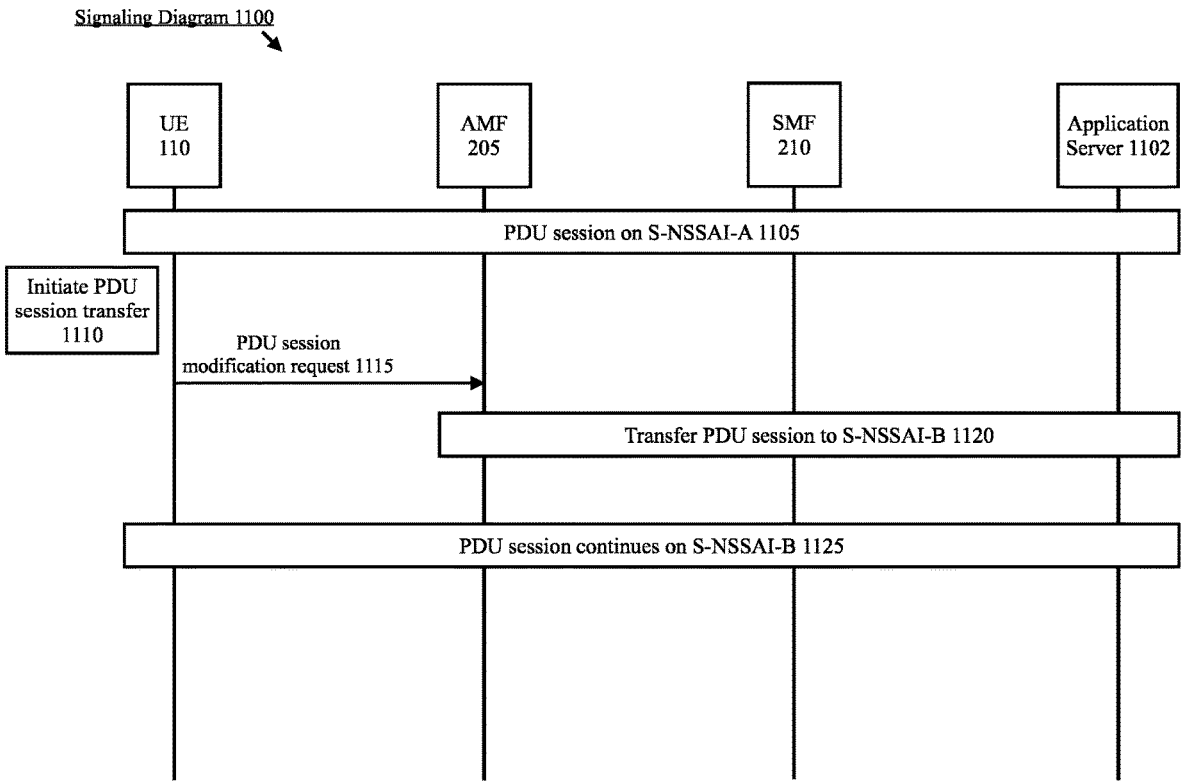 Signaling Diagram 1100
UE
110
AMF
205
SMF
210
Application
Server 1102
PDU session on S-NSSAI-A 1105
Initiate PDU
session transfer
1110
PDU session
modification request 1115
Transfer PDU session to S-NSSAI-B 1120
PDU session continues on S-NSSAI-B 1125